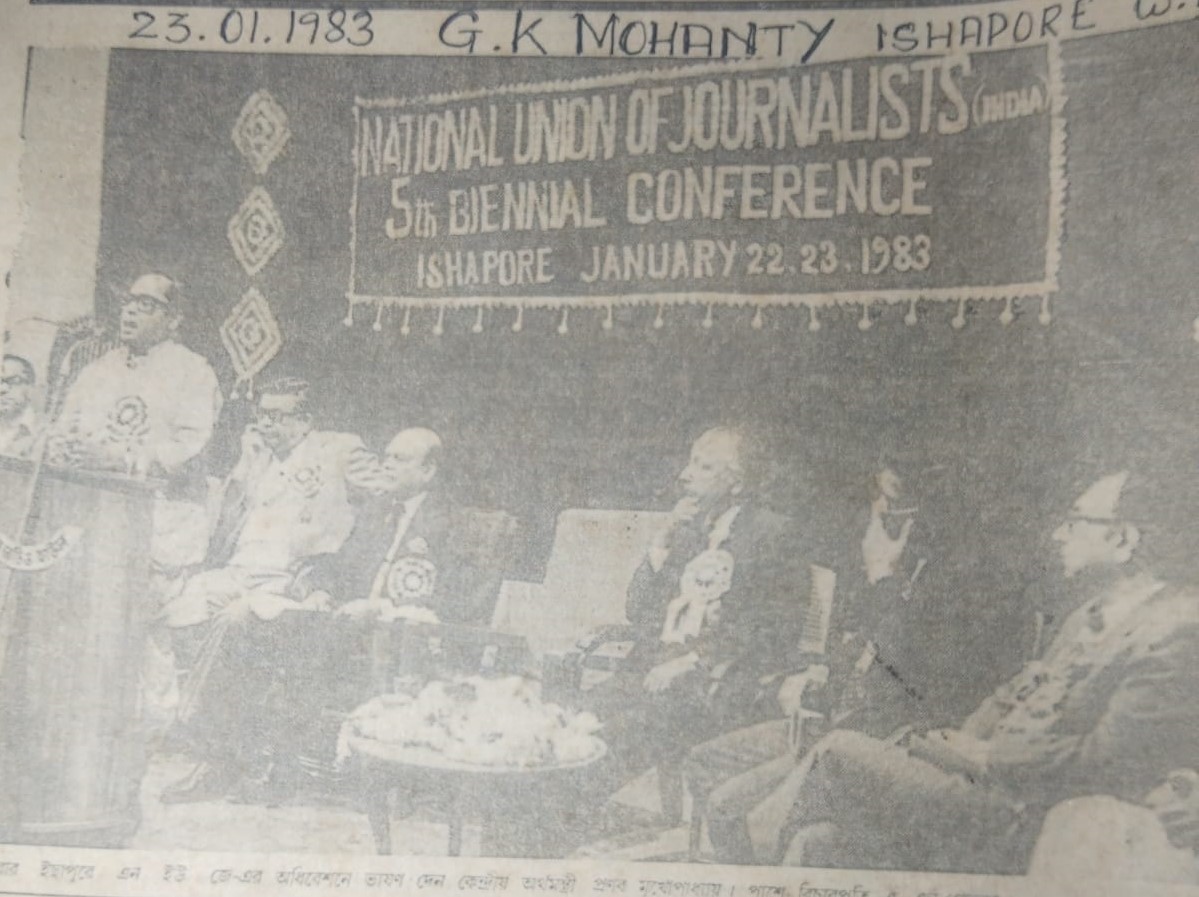 23.01.1983 G.K MOHANTY ISHAPORE W.
NATIONAL UNION OF JOURNALISTS (INDIA)
5th BIENNIAL CONFERENCE
ISHAPORE JANUARY 22.23.1983
ইছাপুরে এন ইউ জে-এর অধিবেশনে ভাষণ দেন কেন্দ্রীয় অর্থমন্ত্রী প্রণব মুখোপাধ্যায়। পাশে বিচারপতি